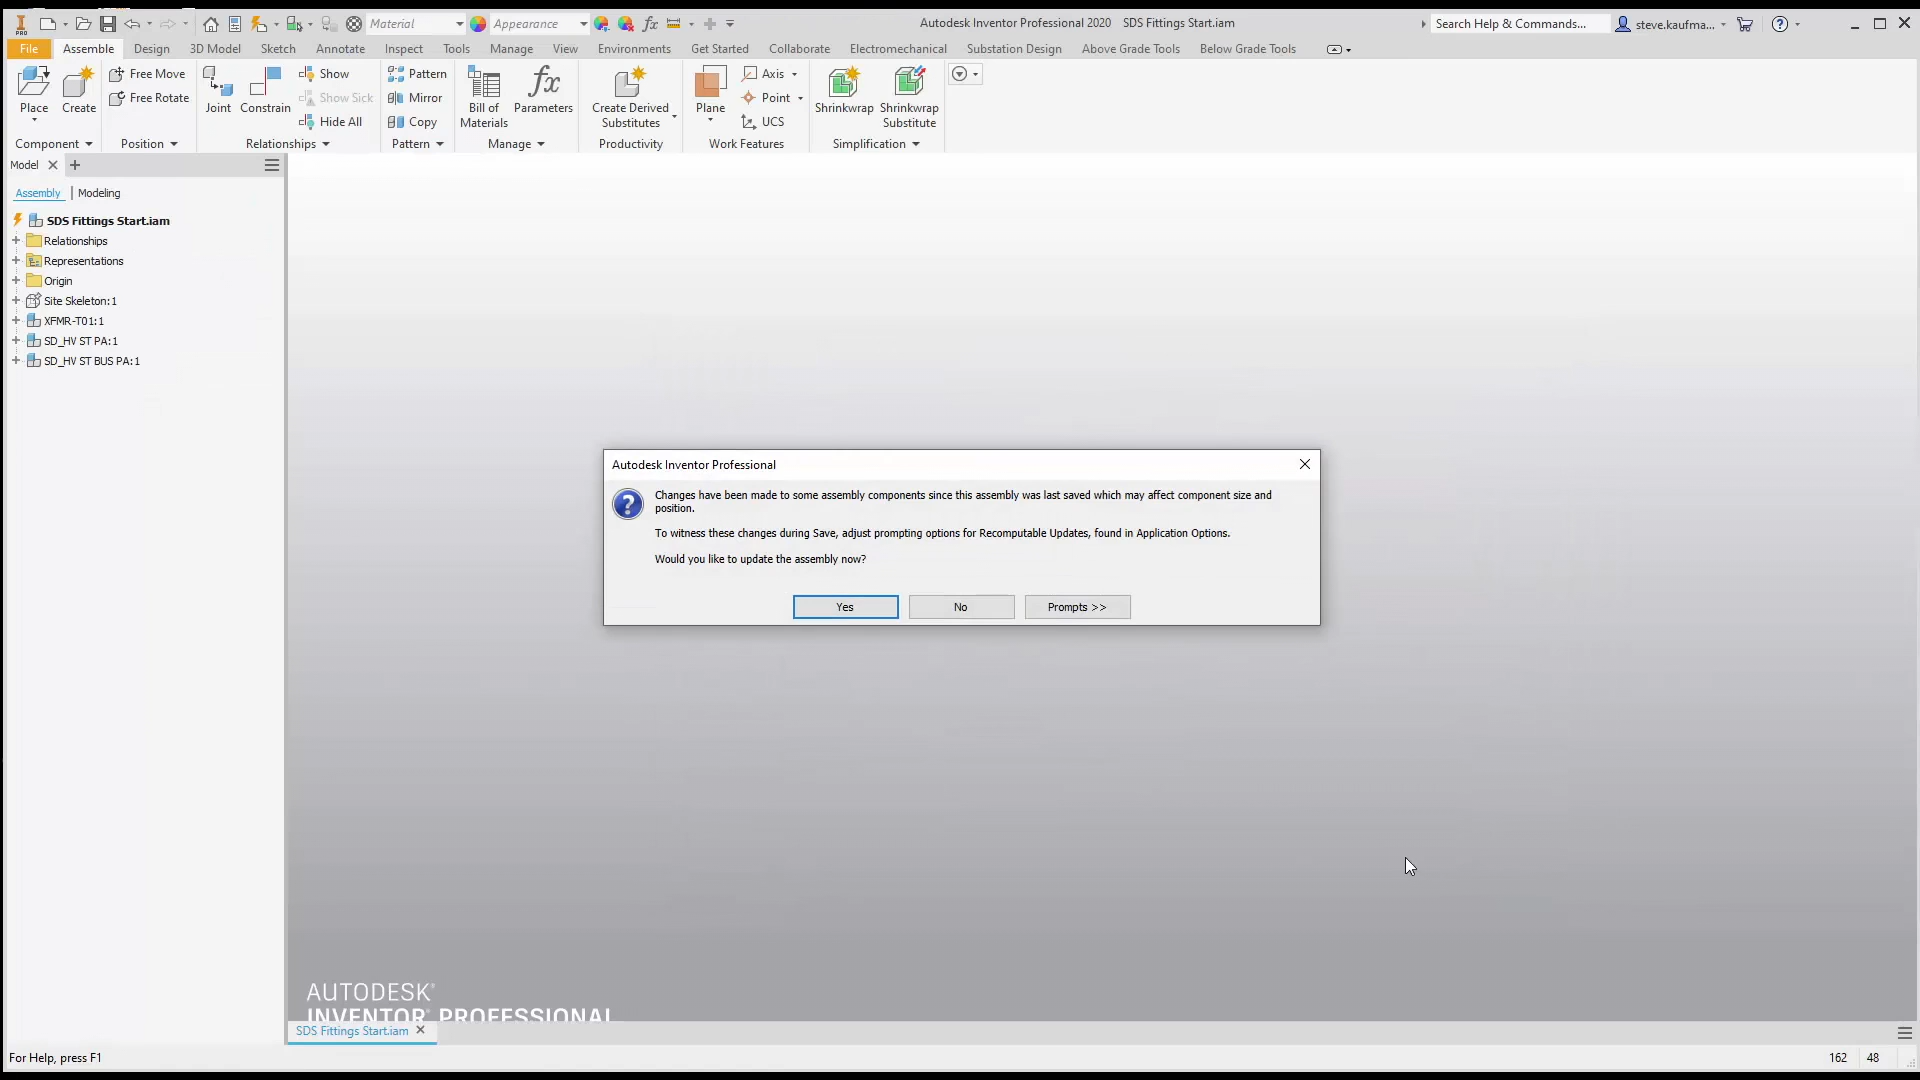 Material
Appearance
Autodesk Inventor Professional 2020 SDS Fittings Start.iam
Search Help & Commands...
steve.kaufma...
File Assemble Design 3D Model Sketch Annotate Inspect Tools Manage View Environments Get Started Collaborate Electromechanical Substation Design Above Grade Tools Below Grade Tools
Place
Create
Free Move
Free Rotate
Joint
Constrain
Show
Show Sick
Hide All
Pattern
Mirror
Copy
Bill of
Materials
Parameters
Create Derived
Substitutes
Plane
Axis
Point
UCS
Shrinkwrap
Shrinkwrap
Substitute
Component
Position
Relationships
Pattern
Manage
Productivity
Work Features
Simplification
Model
Assembly | Modeling
SDS Fittings Start.iam
Relationships
Representations
Origin
Site Skeleton:1
XFMR-T01:1
SD_HV ST PA:1
SD_HV ST BUS PA:1
Autodesk Inventor Professional
Changes have been made to some assembly components since this assembly was last saved which may affect component size and
position.
To witness these changes during Save, adjust prompting options for Recomputable Updates, found in Application Options.
Would you like to update the assembly now?
Yes
No
Prompts >>
AUTODESK®
INVENTOR® PROFESSIONAL
SDS Fittings Start.iam
For Help, press F1
162 48